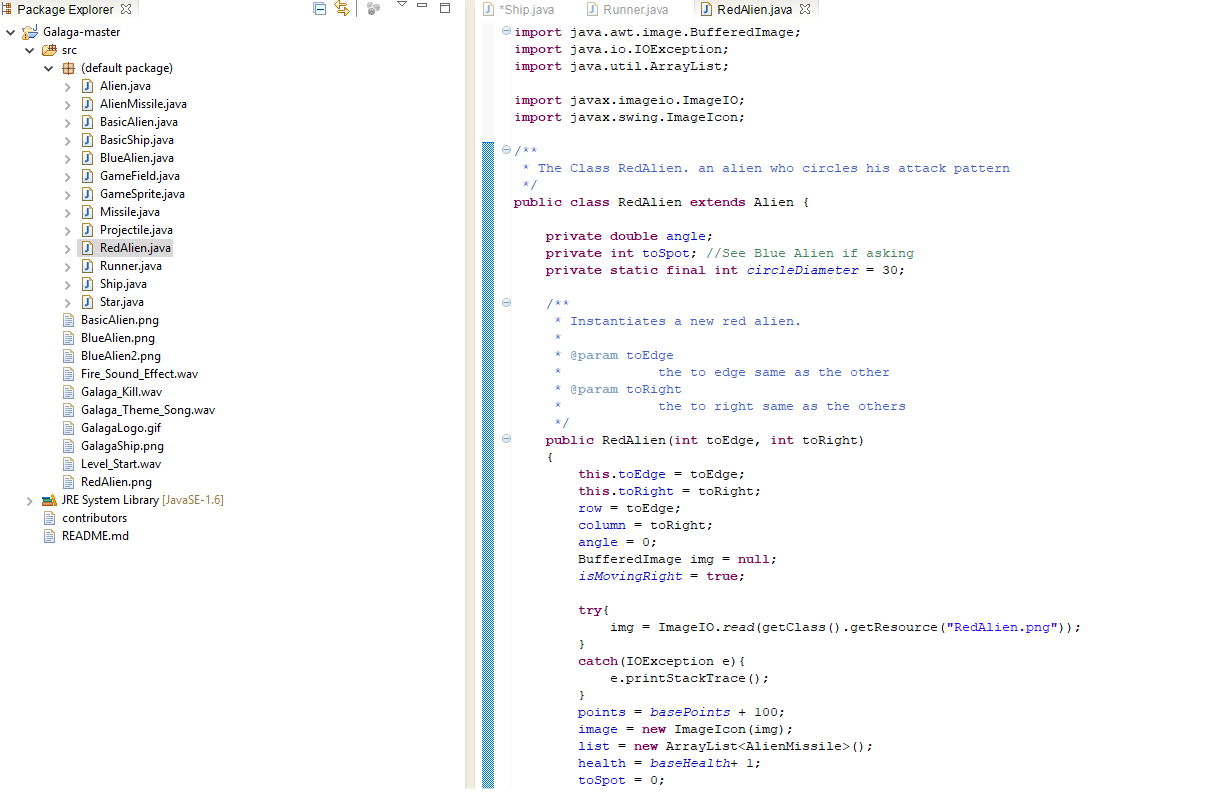 Package Explorer
Galaga-master
src
(default package)
Alien.java
AlienMissile.java
BasicAlien.java
BasicShip.java
BlueAlien.java
GameField.java
GameSprite.java
Missile.java
Projectile.java
RedAlien.java
Runner.java
Ship.java
Star.java
BasicAlien.png
BlueAlien.png
BlueAlien2.png
Fire_Sound_Effect.wav
Galaga_Kill.wav
Galaga_Theme_Song.wav
GalagaLogo.gif
GalagaShip.png
Level_Start.wav
RedAlien.png
JRE System Library [JavaSE-1.6]
contributors
README.md
*Ship.java Runner.java RedAlien.java
import java.awt.image.BufferedImage;
import java.io.IOException;
import java.util.ArrayList;
import javax.imageio.ImageIO;
import javax.swing.ImageIcon;
/**
 * The Class RedAlien. an alien who circles his attack pattern
 */
public class RedAlien extends Alien {
    private double angle;
    private int toSpot; //See Blue Alien if asking
    private static final int circleDiameter = 30;
    /**
     * Instantiates a new red alien.
     *
     * @param toEdge
     *            the to edge same as the other
     * @param toRight
     *            the to right same as the others
     */
    public RedAlien(int toEdge, int toRight)
    {
        this.toEdge = toEdge;
        this.toRight = toRight;
        row = toEdge;
        column = toRight;
        angle = 0;
        BufferedImage img = null;
        isMovingRight = true;
        try{
            img = ImageIO.read(getClass().getResource("RedAlien.png"));
        }
        catch(IOException e){
            e.printStackTrace();
        }
        points = basePoints + 100;
        image = new ImageIcon(img);
        list = new ArrayList<AlienMissile>();
        health = baseHealth+ 1;
        toSpot = 0;